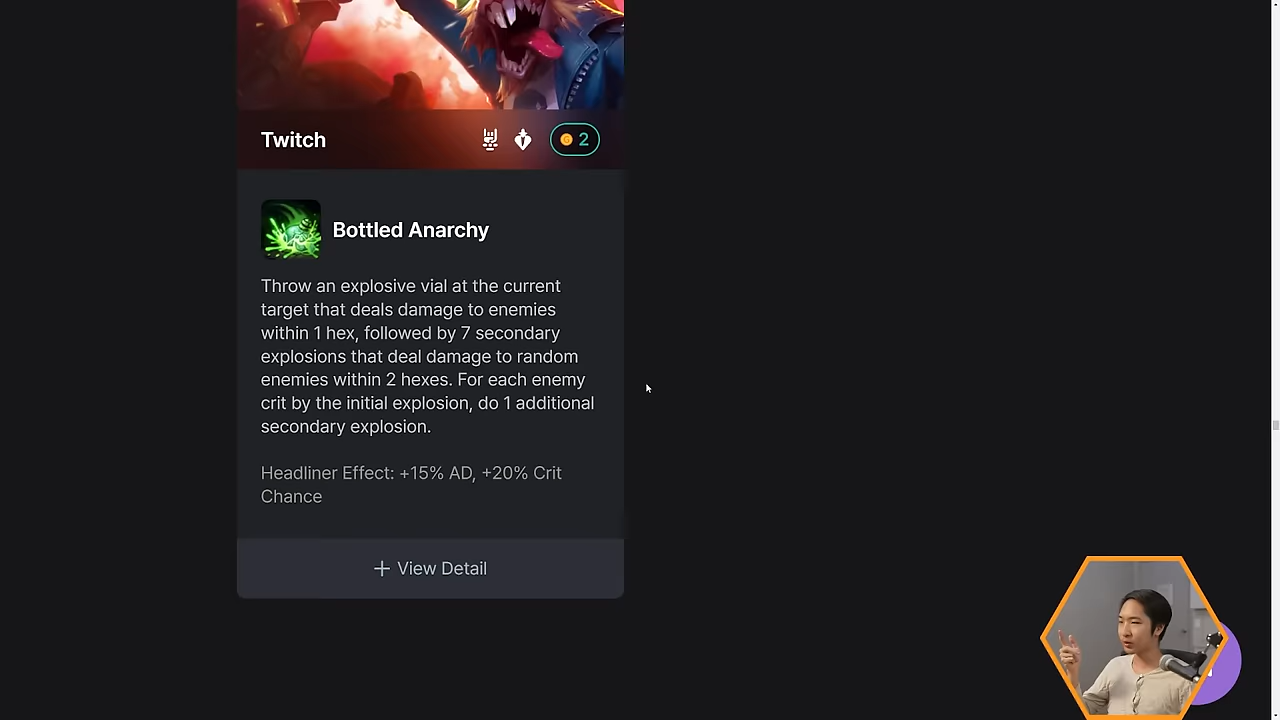 Twitch
2
Bottled Anarchy
Throw an explosive vial at the current
target that deals damage to enemies
within 1 hex, followed by 7 secondary
explosions that deal damage to random
enemies within 2 hexes. For each enemy
crit by the initial explosion, do 1 additional
secondary explosion.
Headliner Effect: +15% AD, +20% Crit
Chance
+ View Detail